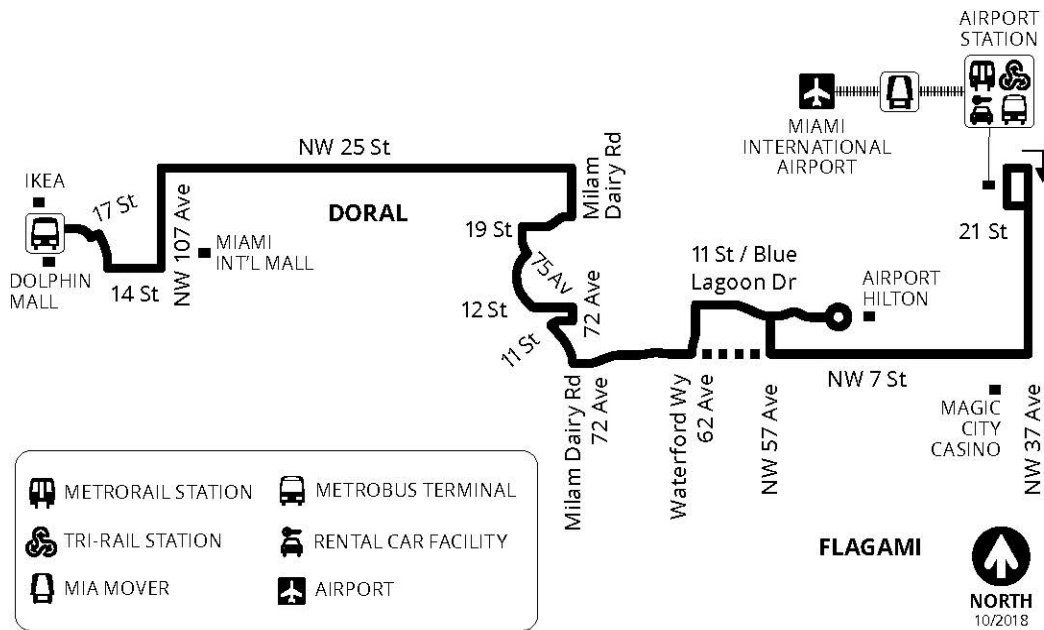 AIRPORT
STATION
MIAMI
INTERNATIONAL
AIRPORT
NW 25 St
Milam
Dairy Rd
IKEA
17 St
NW 107 Ave
DORAL
19 St
21 St
DOLPHIN
MALL
14 St
MIAMI
INT'L MALL
75 Av
11 St / Blue
Lagoon Dr
AIRPORT
HILTON
12 St
72 Ave
11 St
NW 7 St
Milam Dairy Rd
72 Ave
Waterford Wy
62 Ave
NW 57 Ave
MAGIC
CITY
CASINO
NW 37 Ave
METRORAIL STATION
METROBUS TERMINAL
TRI-RAIL STATION
RENTAL CAR FACILITY
MIA MOVER
AIRPORT
FLAGAMI
NORTH
10/2018